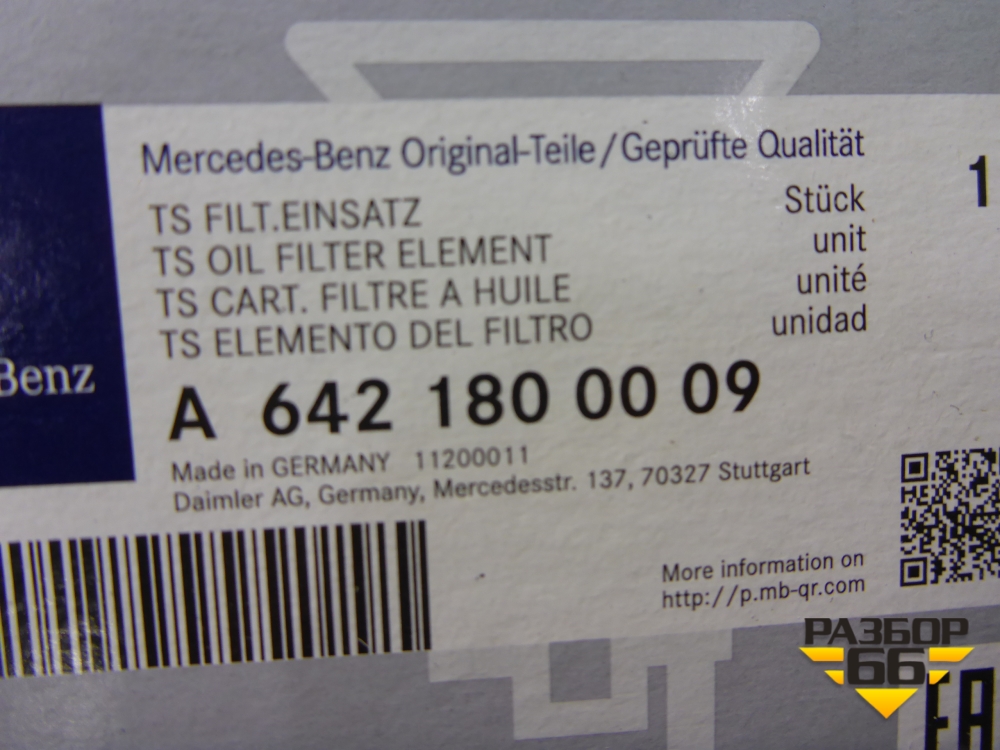 Mercedes-Benz Original-Teile/Geprüfte Qualität
TS FILT.EINSATZ Stück 1
TS OIL FILTER ELEMENT unit
TS CART. FILTRE A HUILE unité
TS ELEMENTO DEL FILTRO unidad
Benz
A 642 180 00 09
Made in GERMANY 11200011
Daimler AG, Germany, Mercedesstr. 137, 70327 Stuttgart
More information on
http://p.mb-qr.com
РАЗБОР
66
EAC